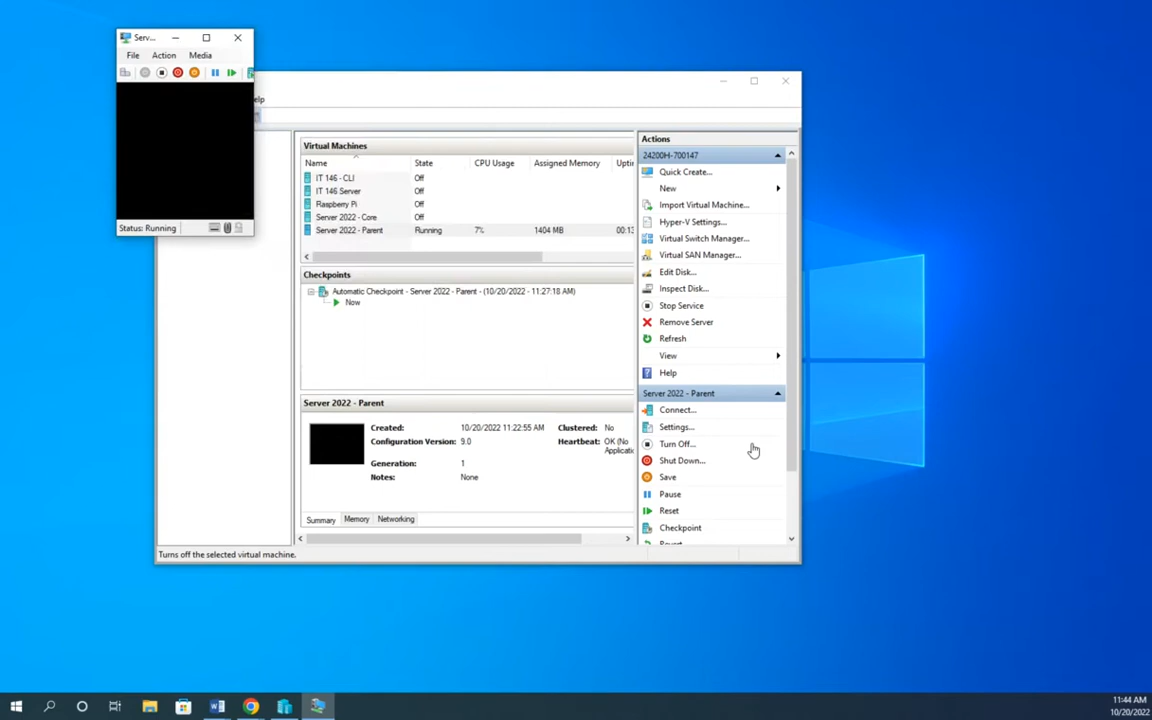 Serv...
File Action Media
Status: Running
elp
Virtual Machines
Name State CPU Usage Assigned Memory Uptin
IT 146 - CLI Off
IT 146 Server Off
Raspberry Pi Off
Server 2022 - Core Off
Server 2022 - Parent Running 7% 1404 MB 00:13
Checkpoints
Automatic Checkpoint - Server 2022 - Parent - (10/20/2022 - 11:27:18 AM)
Now
Server 2022 - Parent
Created: 10/20/2022 11:22:55 AM Clustered: No
Configuration Version: 9.0 Heartbeat: OK (No
Applicatio
Generation: 1
Notes: None
Summary Memory Networking
Turns off the selected virtual machine.
Actions
24200H-700147
Quick Create...
New
Import Virtual Machine...
Hyper-V Settings...
Virtual Switch Manager...
Virtual SAN Manager...
Edit Disk...
Inspect Disk...
Stop Service
Remove Server
Refresh
View
Help
Server 2022 - Parent
Connect...
Settings...
Turn Off...
Shut Down...
Save
Pause
Reset
Checkpoint
Revert...
11:44 AM
10/20/2022